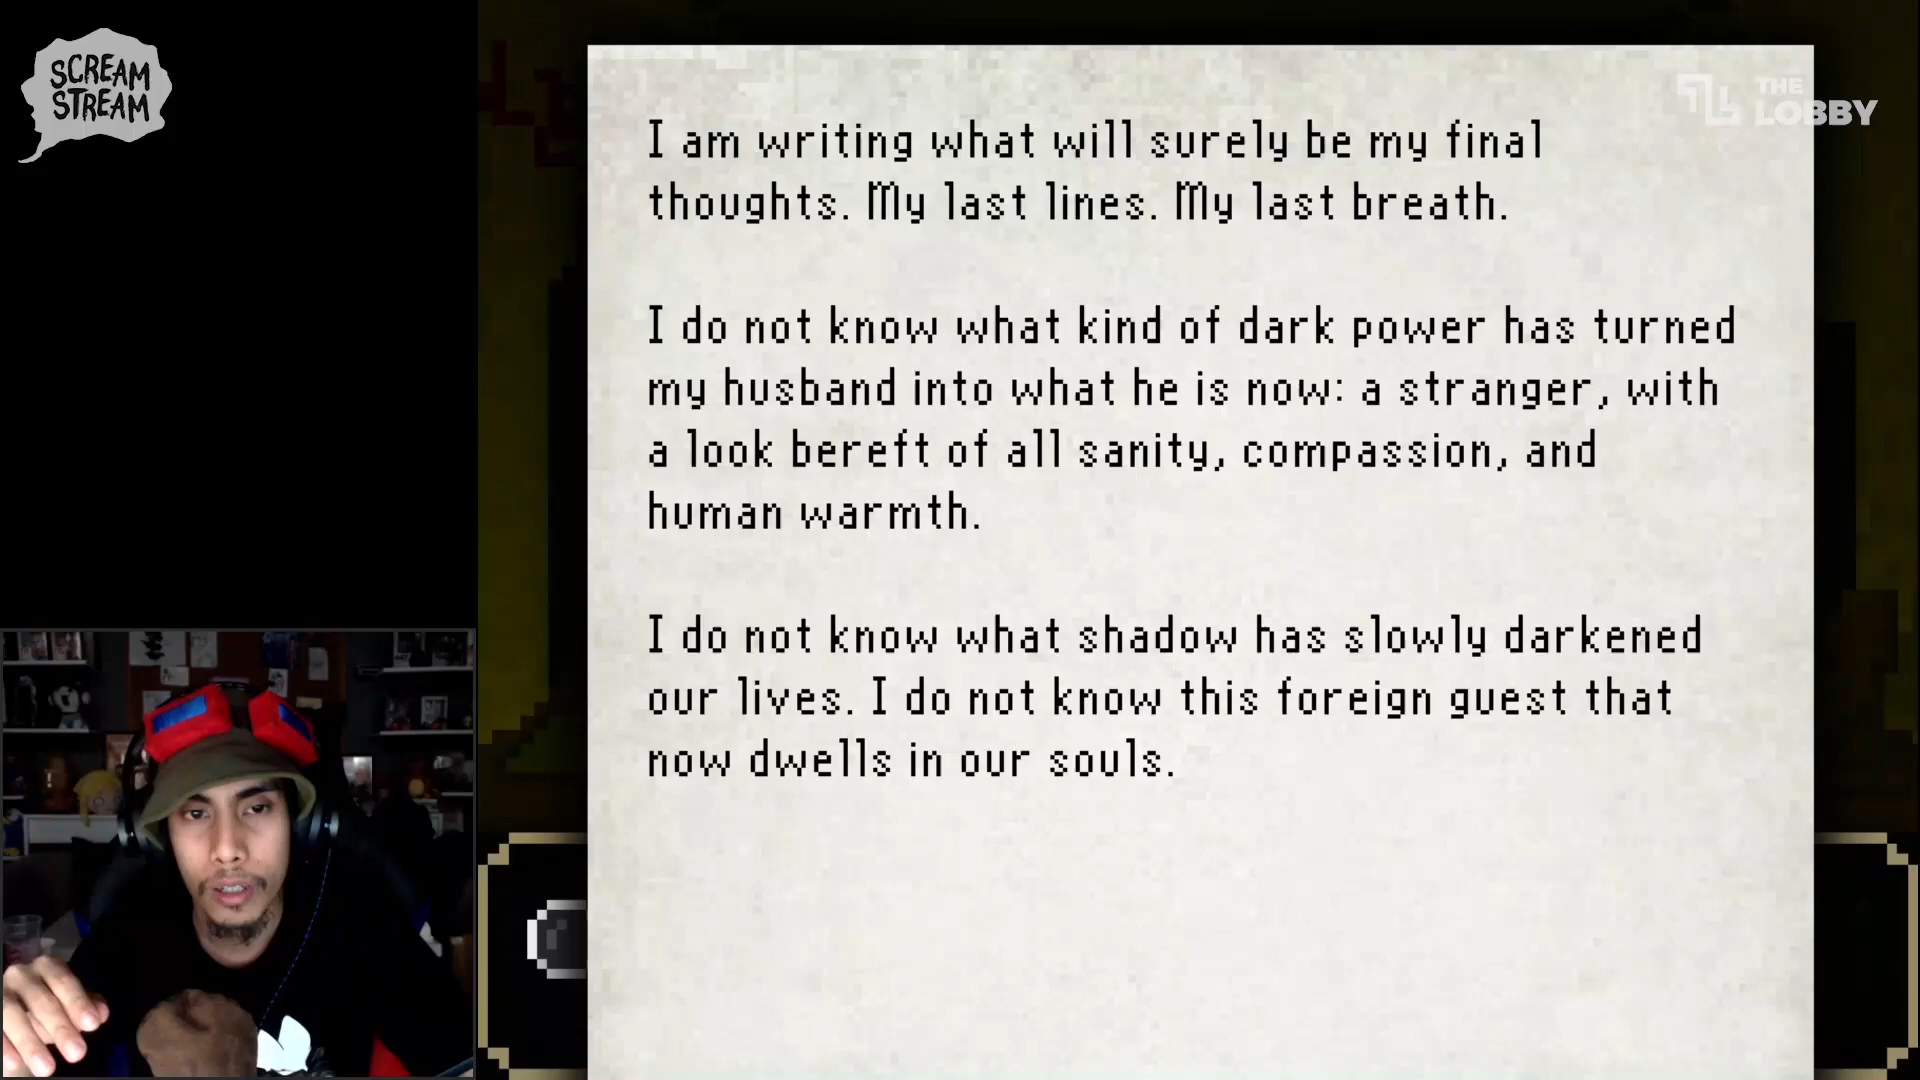 SCREAM
STREAM
THE
LOBBY
I am writing what will surely be my final
thoughts. My last lines. My last breath.
I do not know what kind of dark power has turned
my husband into what he is now: a stranger, with
a look bereft of all sanity, compassion, and
human warmth.
I do not know what shadow has slowly darkened
our lives. I do not know this foreign guest that
now dwells in our souls.